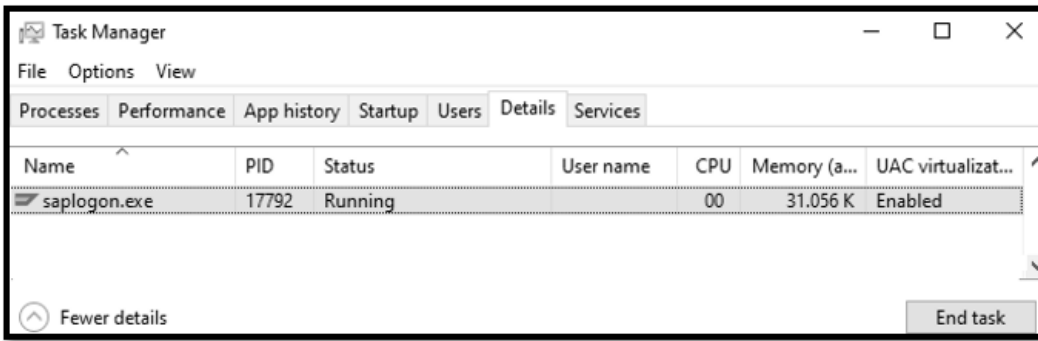 Task Manager
File Options View
Processes Performance App history Startup Users Details Services
Name PID Status User name CPU Memory (a... UAC virtualizat...
saplogon.exe 17792 Running 00 31.056 K Enabled
Fewer details End task